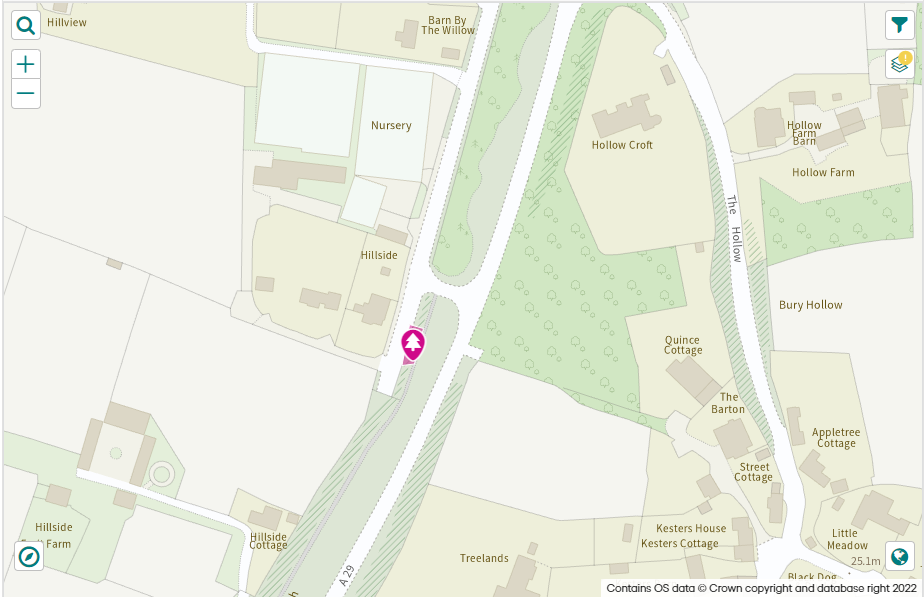 Hillview
Barn By
The Willow
Nursery
Hollow Croft
Hollow
Farm
Barn
Hollow Farm
The Hollow
Hillside
Bury Hollow
Quince
Cottage
The
Barton
Appletree
Cottage
Street
Cottage
Hillside
Farm
Hillside
Cottage
Kesters House
Kesters Cottage
Little
Meadow
Treelands
25.1m
A 29
Black Dog
Contains OS data © Crown copyright and database right 2022